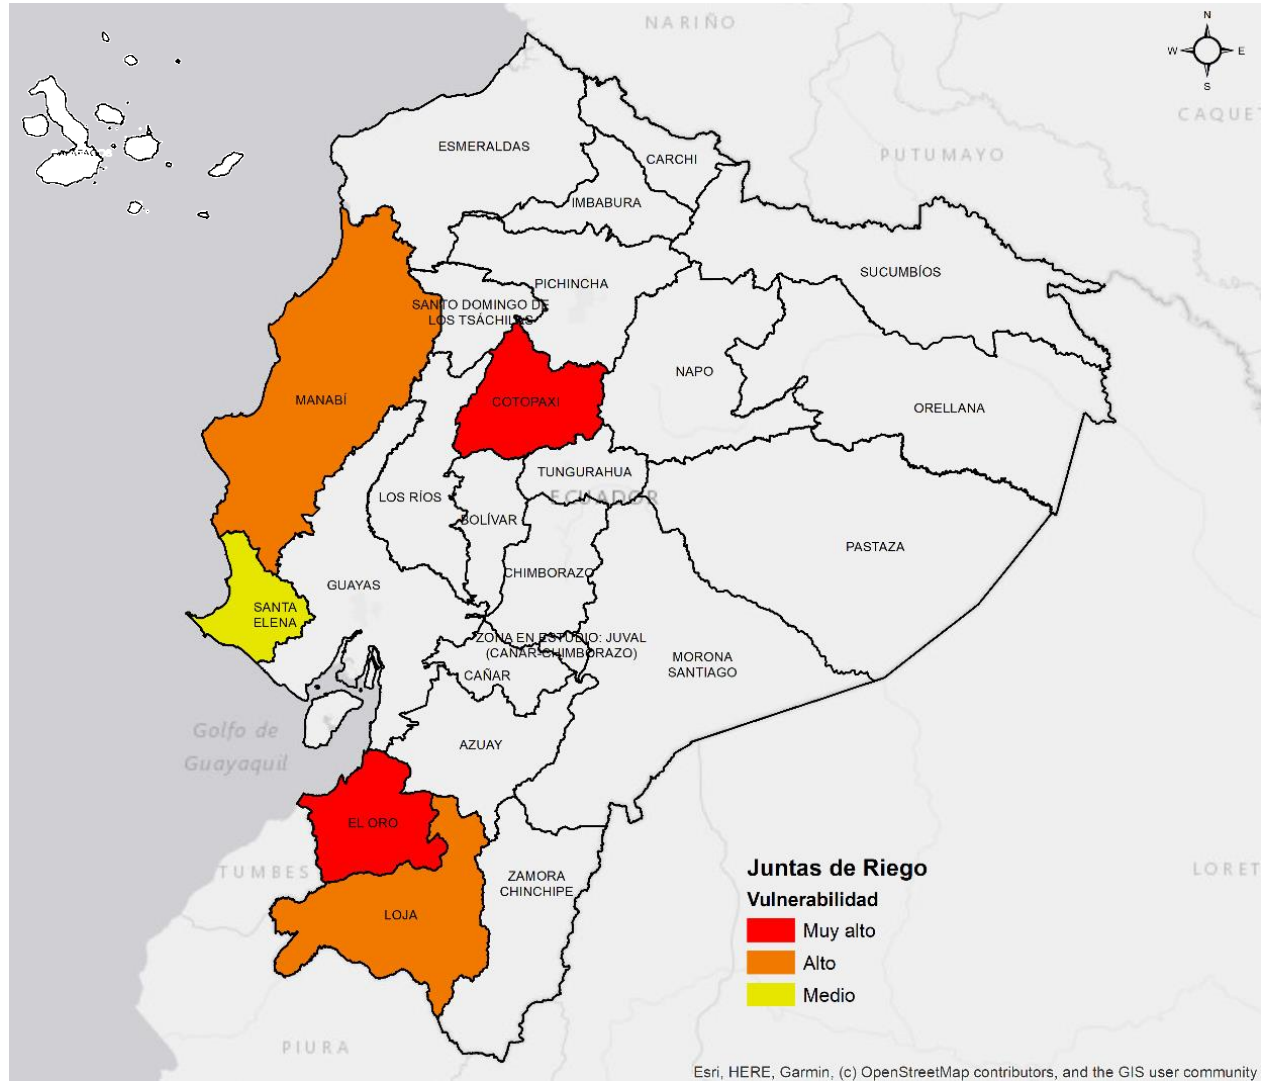 NARIÑO
N
W
E
S
CAQUET
ESMERALDAS
CARCHI
PUTUMAYO
IMBABURA
SUCUMBÍOS
PICHINCHA
SANTO DOMINGO DE
LOS TSÁCHILAS
NAPO
MANABÍ
COTOPAXI
ORELLANA
TUNGURAHUA
LOS RÍOS
ECUADOR
BOLÍVAR
PASTAZA
CHIMBORAZO
GUAYAS
SANTA
ELENA
ZONA EN ESTUDIO: JUVAL
(CAÑAR-CHIMBORAZO)
MORONA
SANTIAGO
CAÑAR
Golfo de
Guayaquil
AZUAY
EL ORO
TUMBES
ZAMORA
CHINCHIPE
LORET
LOJA
Juntas de Riego
Vulnerabilidad
Muy alto
Alto
Medio
PIURA
Esri, HERE, Garmin, (c) OpenStreetMap contributors, and the GIS user community